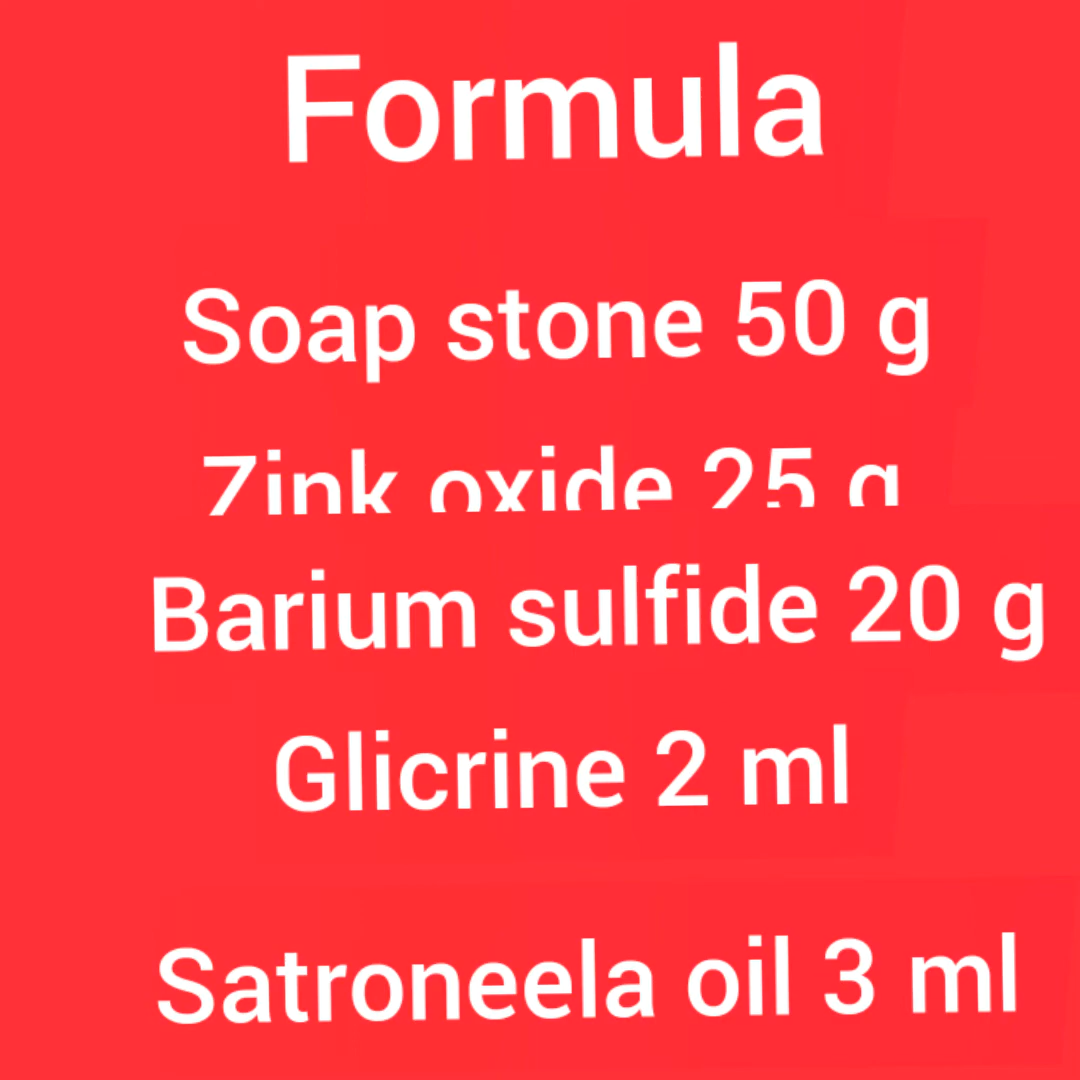 Formula
Soap stone 50 g
Zink oxide 25 g
Barium sulfide 20 g
Glicrine 2 ml
Satroneela oil 3 ml